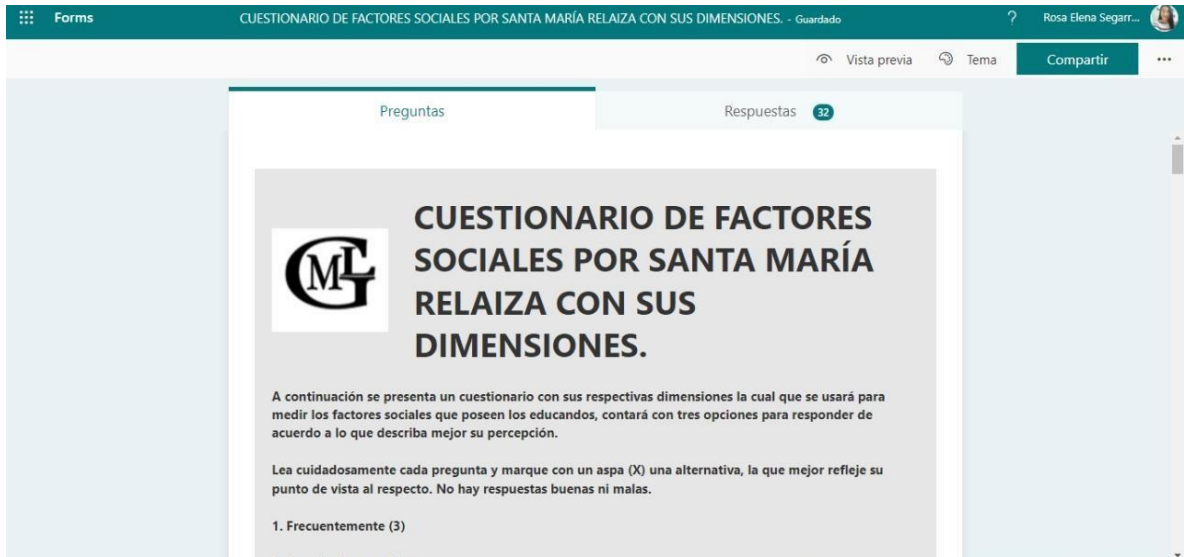 Forms
CUESTIONARIO DE FACTORES SOCIALES POR SANTA MARÍA RELAIZA CON SUS DIMENSIONES. - Guardado
?
Rosa Elena Segarr...
Vista previa
Tema
Compartir
...
Preguntas
Respuestas 32
GML
CUESTIONARIO DE FACTORES
SOCIALES POR SANTA MARÍA
RELAIZA CON SUS
DIMENSIONES.
A continuación se presenta un cuestionario con sus respectivas dimensiones la cual que se usará para
medir los factores sociales que poseen los educandos, contará con tres opciones para responder de
acuerdo a lo que describa mejor su percepción.
Lea cuidadosamente cada pregunta y marque con un aspa (X) una alternativa, la que mejor refleje su
punto de vista al respecto. No hay respuestas buenas ni malas.
1. Frecuentemente (3)